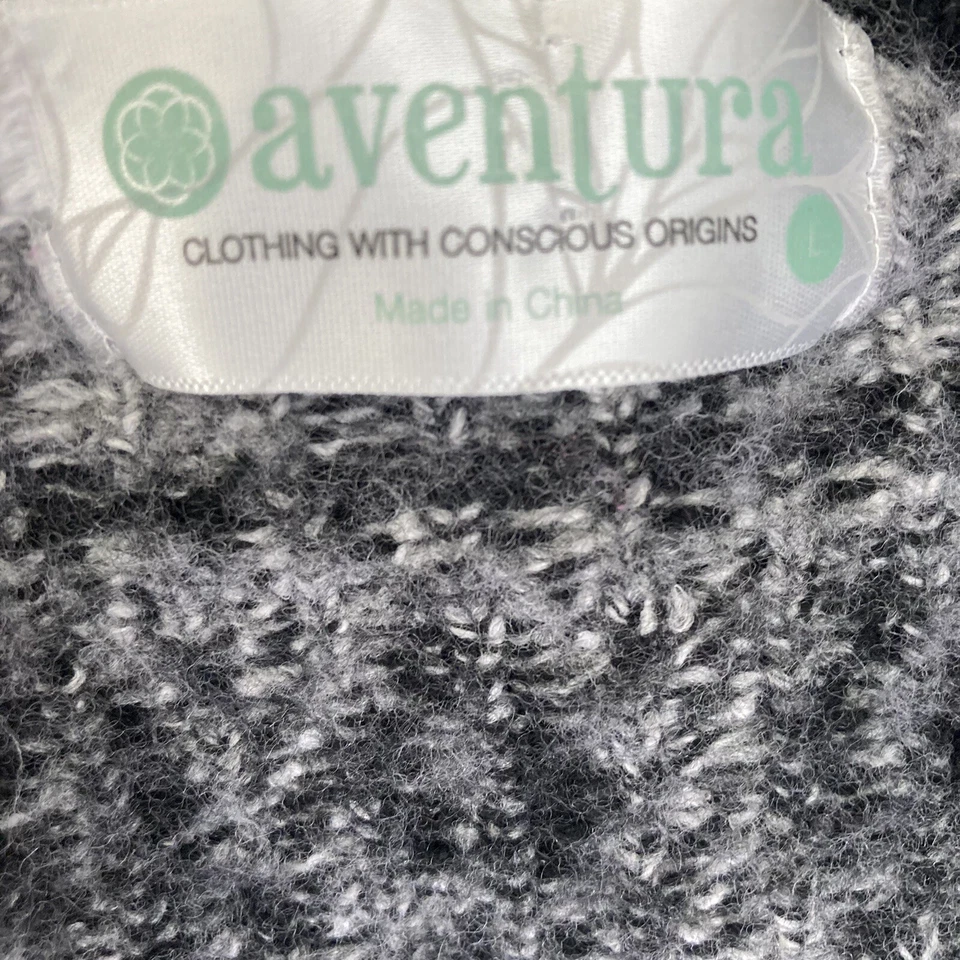 aventura
CLOTHING WITH CONSCIOUS ORIGINS
L
Made in China